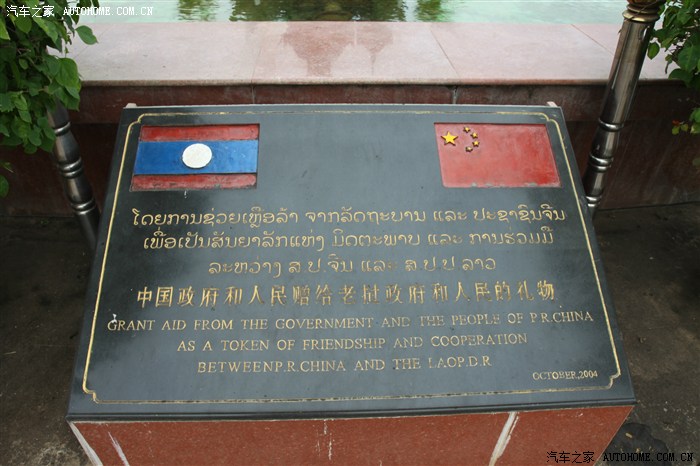 汽车之家 AUTOHOME.COM.CN
ໂດຍການຊ່ວຍເຫຼືອລ້າ ຈາກລັດຖະບານ ແລະ ປະຊາຊົນຈີນ
ເພື່ອເປັນສັນຍາລັກແຫ່ງ ມິດຕະພາບ ແລະ ການຮ່ວມມື
ລະຫວ່າງ ສ.ປ.ຈີນ ແລະ ສ.ປ.ປ ລາວ
中国政府和人民赔给老挝政府和人民的礼物
GRANT AID FROM THE GOVERNMENT AND THE PEOPLE OF P.R.CHINA
AS A TOKEN OF FRIENDSHIP AND COOPERATION
BETWEENP.R.CHINA AND THE LAOP.D.R
OCTOBER.,2004
汽车之家 AUTOHOME.COM.CN